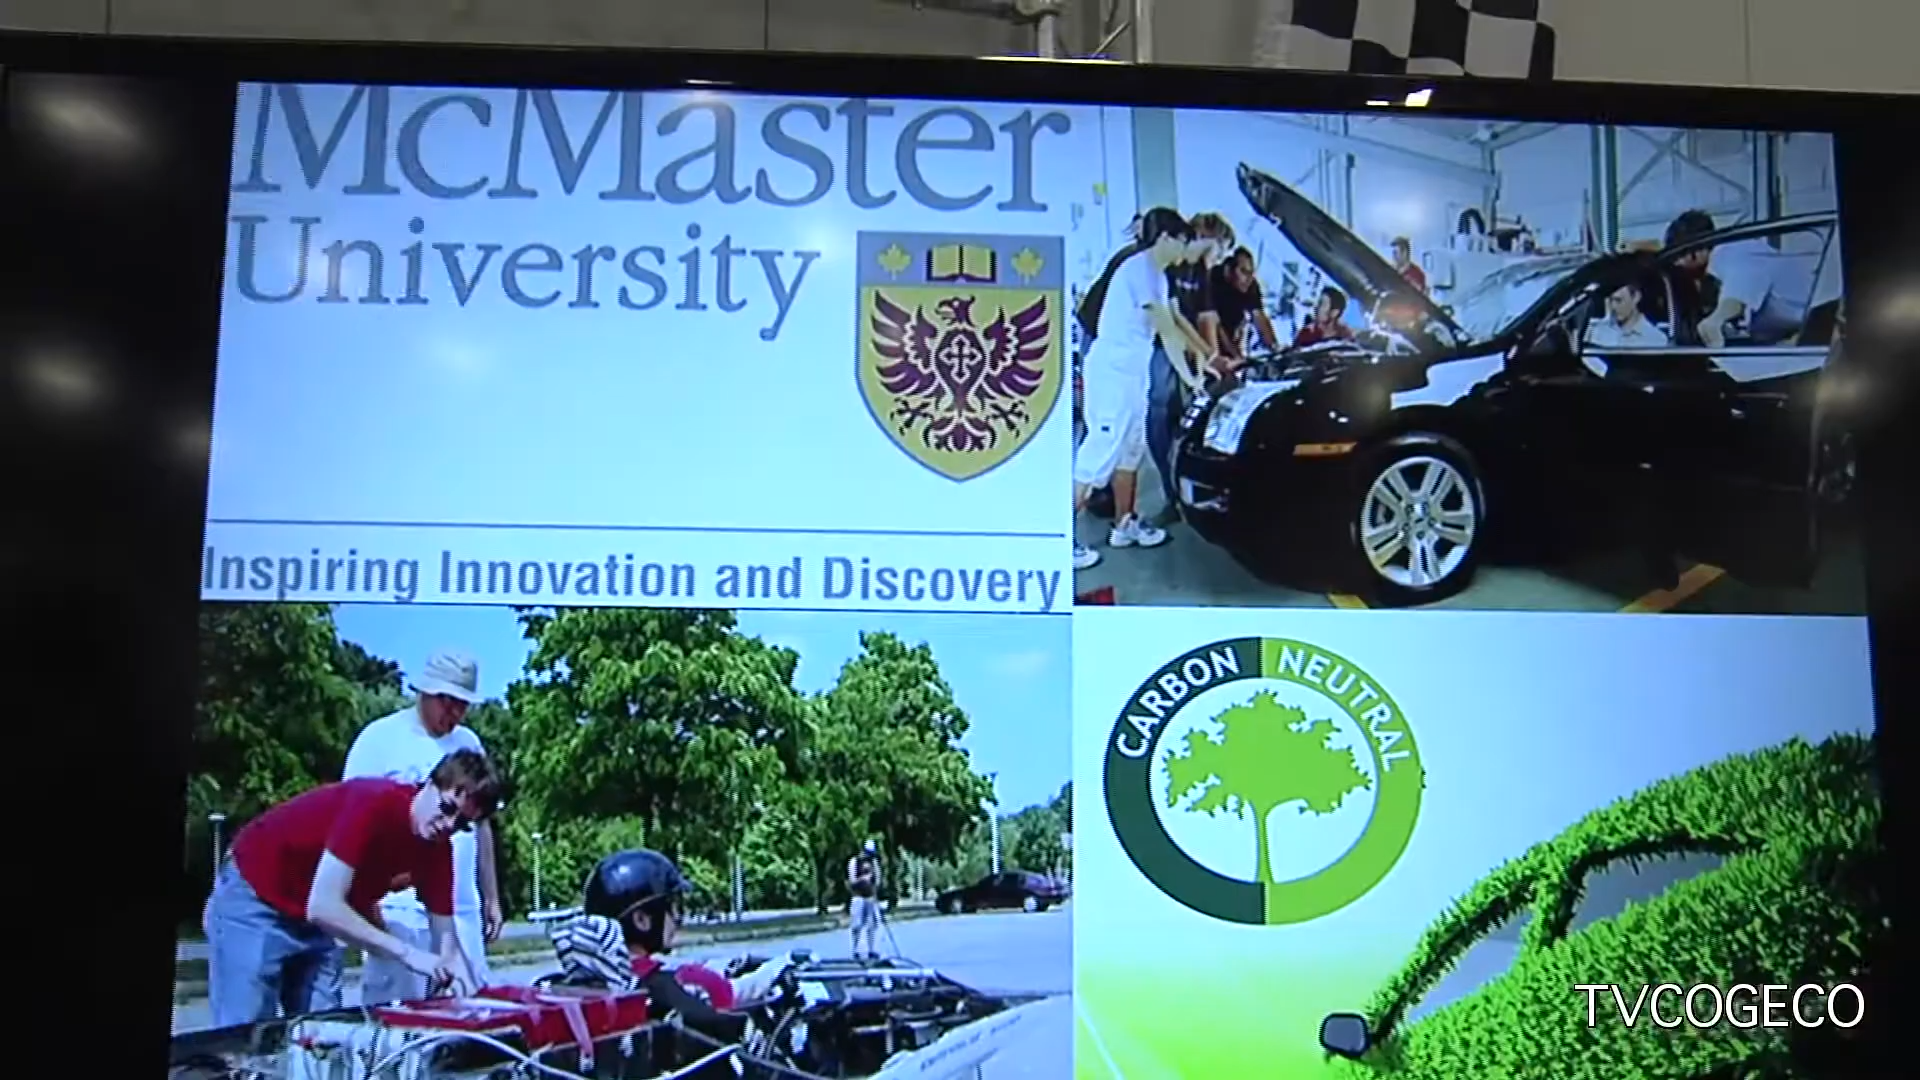 McMaster
University
Inspiring Innovation and Discovery
CARBON NEUTRAL
TVCOGECO